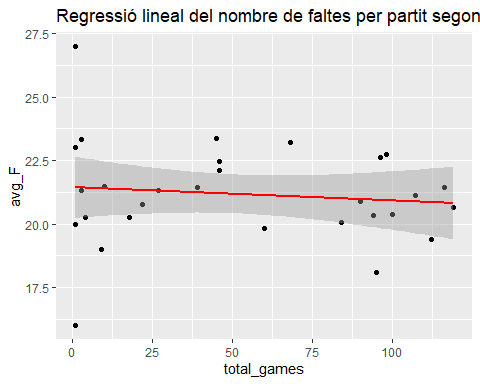 Regressió lineal del nombre de faltes per partit segon
27.5
25.0
22.5
20.0
17.5
avg_F
0 25 50 75 100
total_games